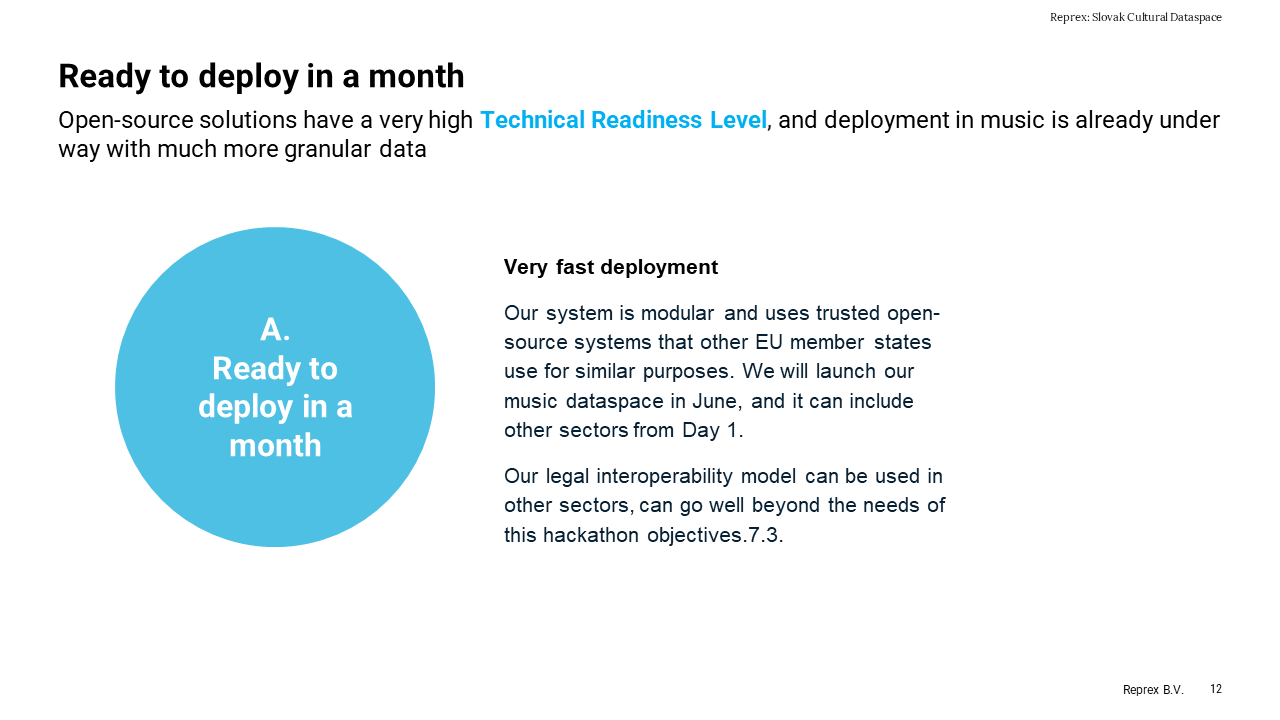 Reprex: Slovak Cultural Dataspace
Ready to deploy in a month
Open-source solutions have a very high Technical Readiness Level, and deployment in music is already under
way with much more granular data
A.
Ready to
deploy in a
month
Very fast deployment
Our system is modular and uses trusted open-
source systems that other EU member states
use for similar purposes. We will launch our
music dataspace in June, and it can include
other sectors from Day 1.
Our legal interoperability model can be used in
other sectors, can go well beyond the needs of
this hackathon objectives.7.3.
Reprex B.V. 12